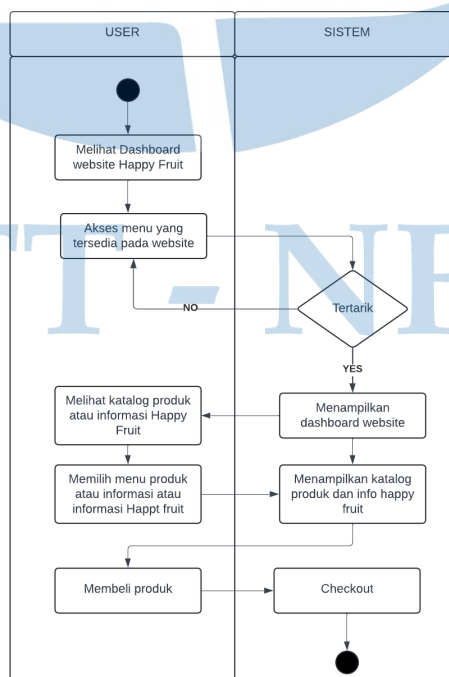 USER
SISTEM
Melihat Dashboard
website Happy Fruit
Akses menu yang
tersedia pada website
Tertarik
NO
YES
Melihat katalog produk
atau informasi Happy
Fruit
Menampilkan
dashboard website
Memilih menu produk
atau informasi atau
informasi Happt fruit
Menampilkan katalog
produk dan info happy
fruit
Membeli produk
Checkout